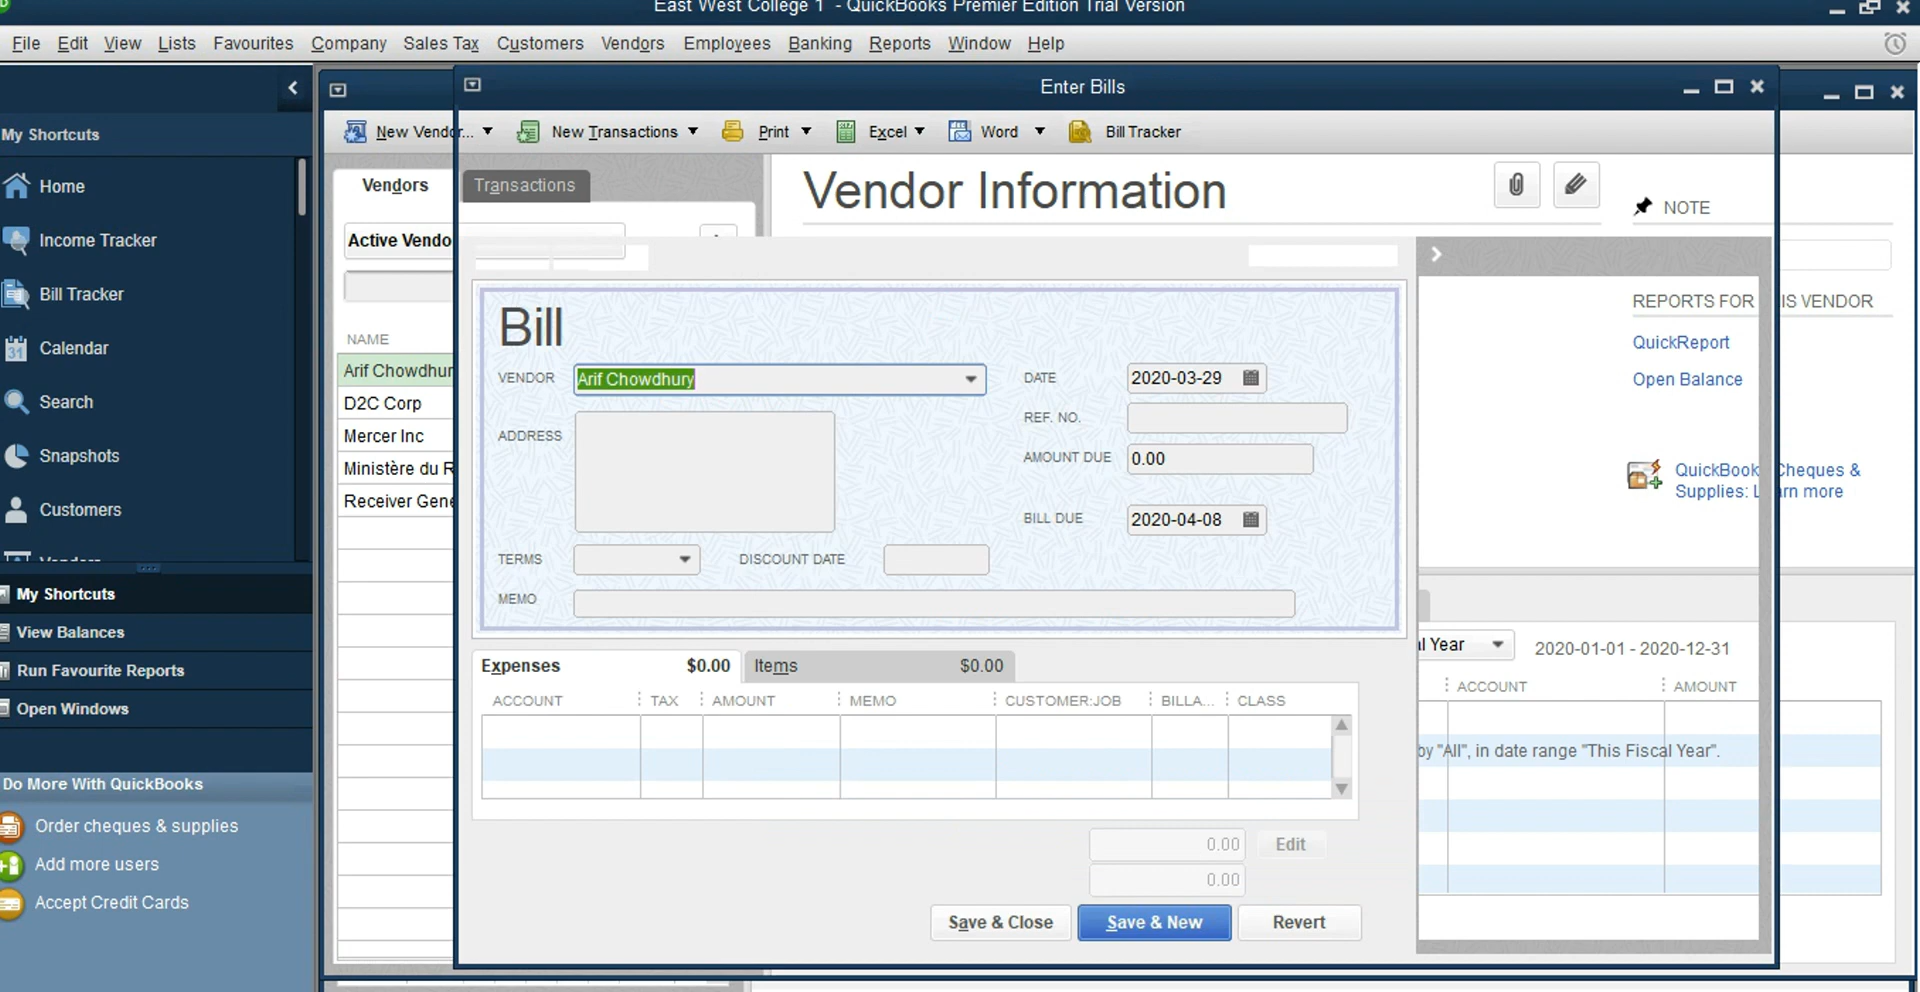 East West College 1 - QuickBooks Premier Edition Trial Version
File Edit View Lists Favourites Company Sales Tax Customers Vendors Employees Banking Reports Window Help
Enter Bills
New Vendor... New Transactions Print Excel Word Bill Tracker
My Shortcuts
Home
Income Tracker
Bill Tracker
Calendar
31
Search
Snapshots
Customers
My Shortcuts
View Balances
Run Favourite Reports
Open Windows
Do More With QuickBooks
Order cheques & supplies
Add more users
Accept Credit Cards
Vendors Transactions
Active Vendo
NAME
Arif Chowdhur
D2C Corp
Mercer Inc
Ministère du R
Receiver Gene
Vendor Information
NOTE
REPORTS FOR IS VENDOR
QuickReport
Open Balance
QuickBook Cheques &
Supplies: L rn more
Bill
VENDOR Arif Chowdhury
DATE 2020-03-29
ADDRESS
REF. NO.
AMOUNT DUE 0.00
BILL DUE 2020-04-08
TERMS DISCOUNT DATE
MEMO
Expenses $0.00 Items $0.00
ACCOUNT TAX AMOUNT MEMO CUSTOMER:JOB BILLA... CLASS
l Year 2020-01-01 - 2020-12-31
ACCOUNT AMOUNT
by "All", in date range "This Fiscal Year".
0.00 Edit
0.00
Save & Close Save & New Revert